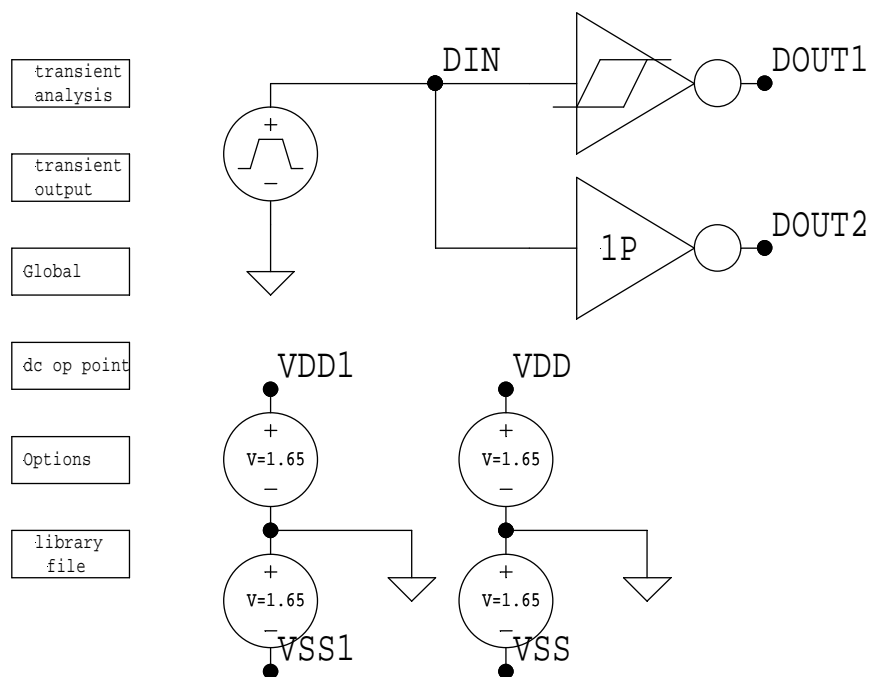 transient
analysis
transient
output
Global
dc op point
Options
library
file
DIN
DOUT1
1P
DOUT2
+
−
VDD1
+
V=1.65
−
+
V=1.65
−
VSS1
VDD
+
V=1.65
−
+
V=1.65
−
VSS